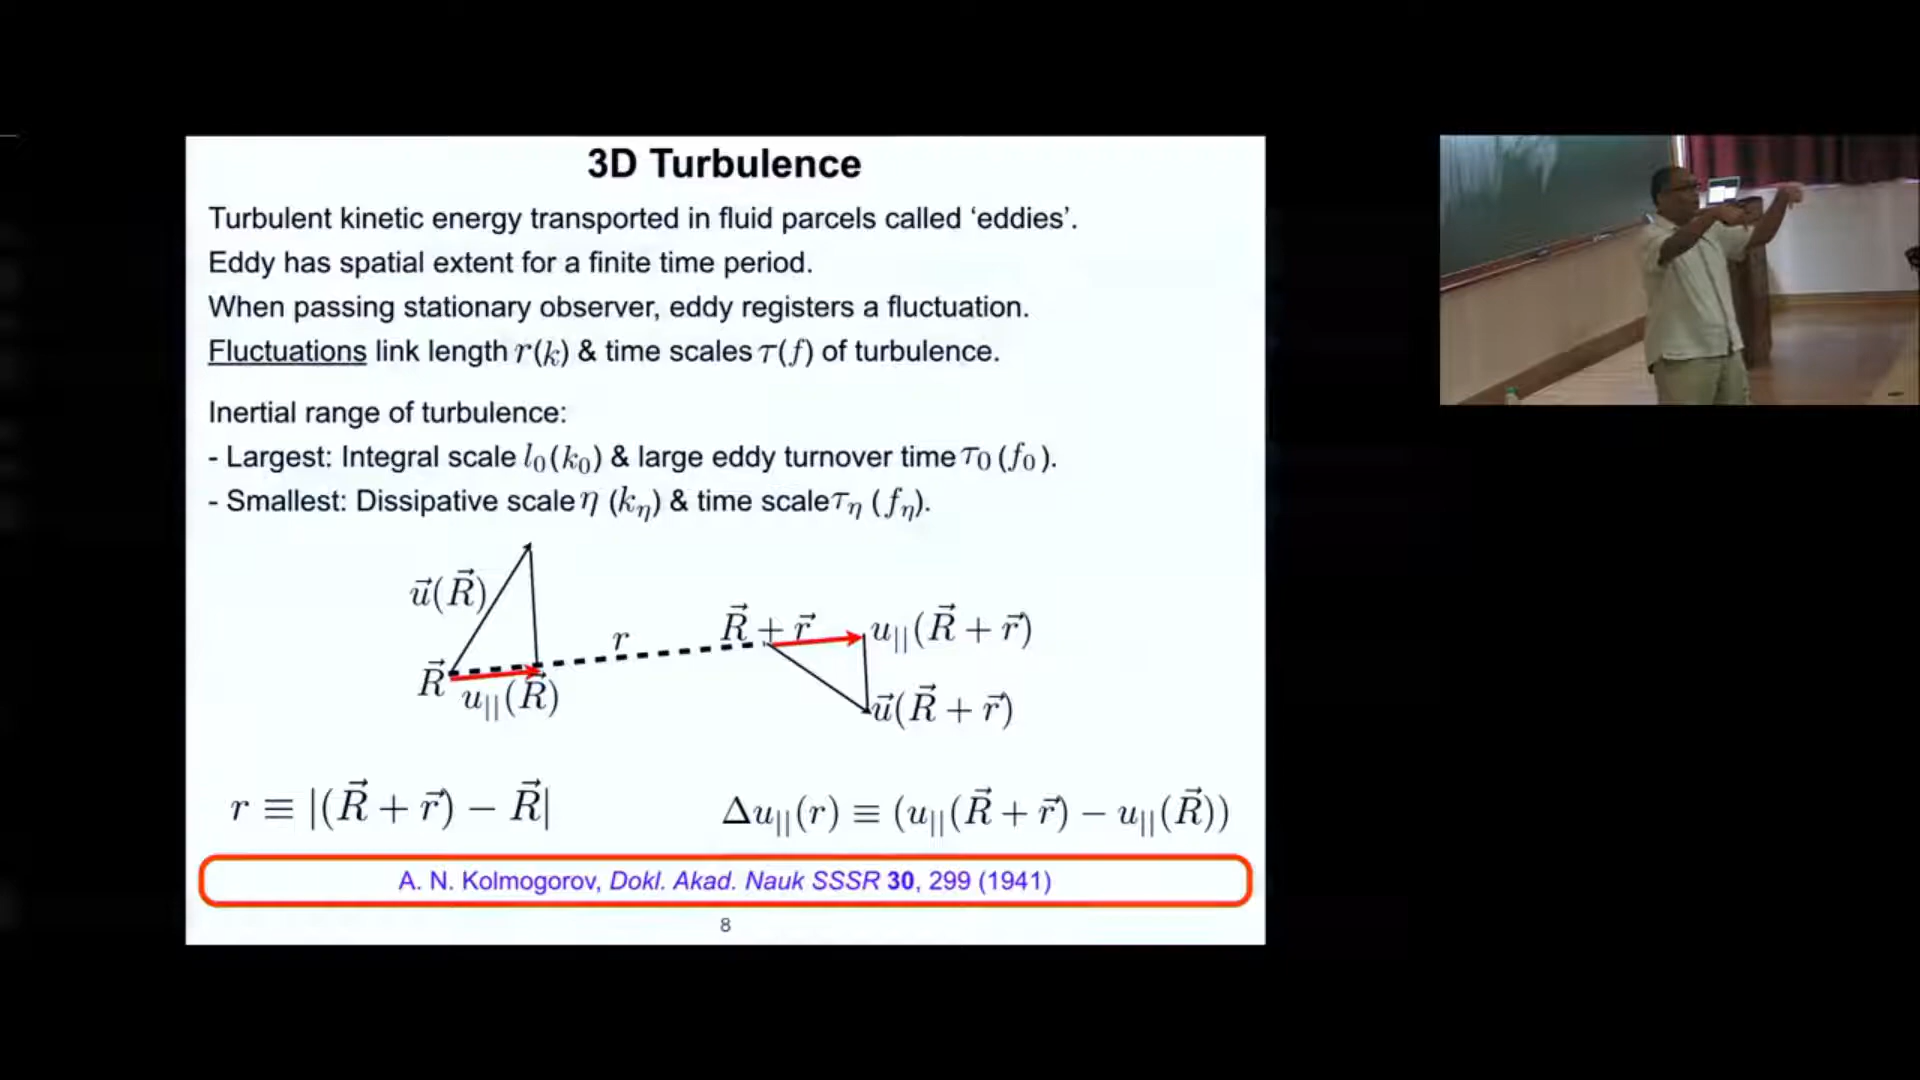 3D Turbulence
Turbulent kinetic energy transported in fluid parcels called ‘eddies’.
Eddy has spatial extent for a finite time period.
When passing stationary observer, eddy registers a fluctuation.
Fluctuations link length r(k) & time scales τ(f) of turbulence.
Inertial range of turbulence:
- Largest: Integral scale l₀(k₀) & large eddy turnover time τ₀ (f₀).
- Smallest: Dissipative scale η (k_η) & time scale τ_η (f_η).
u⃗(R⃗)
r
R⃗ + r⃗
u_||(R⃗ + r⃗)
R⃗
u_||(R⃗)
u⃗(R⃗ + r⃗)
r ≡ |(R⃗ + r⃗) − R⃗|
Δu_||(r) ≡ (u_||(R⃗ + r⃗) − u_||(R⃗))
A. N. Kolmogorov, Dokl. Akad. Nauk SSSR 30, 299 (1941)
8